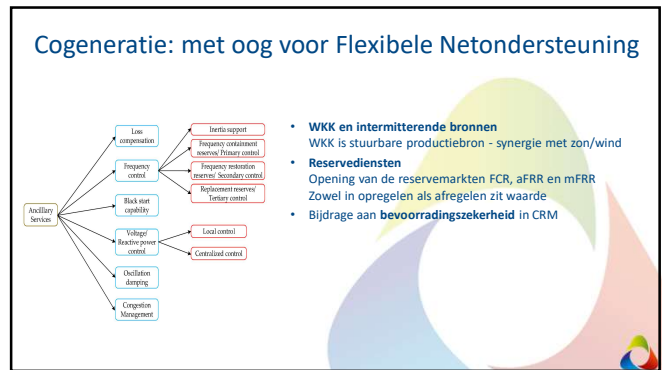 Cogeneratie: met oog voor Flexibele Netondersteuning
Ancillary
Services
Loss
compensation
Frequency
control
Black start
capability
Voltage/
Reactive power
control
Oscillation
damping
Congestion
Management
Inertia support
Frequency containment
reserves/ Primary control
Frequency restoration
reserves/ Secondary control
Replacement reserves/
Tertiary control
Local control
Centralized control
• WKK en intermitterende bronnen
WKK is stuurbare productiebron - synergie met zon/wind
• Reservediensten
Opening van de reservemarkten FCR, aFRR en mFRR
Zowel in opregelen als afregelen zit waarde
• Bijdrage aan bevoorradingszekerheid in CRM